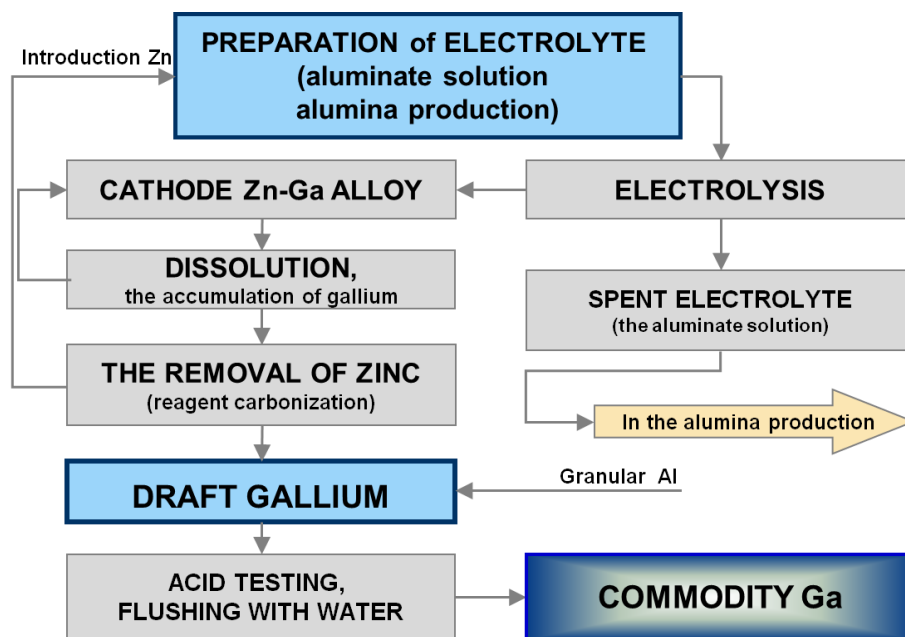 Introduction Zn
PREPARATION of ELECTROLYTE
(aluminate solution
alumina production)
CATHODE Zn-Ga ALLOY
ELECTROLYSIS
DISSOLUTION,
the accumulation of gallium
SPENT ELECTROLYTE
(the aluminate solution)
THE REMOVAL OF ZINC
(reagent carbonization)
In the alumina production
DRAFT GALLIUM
Granular Al
ACID TESTING,
FLUSHING WITH WATER
COMMODITY Ga